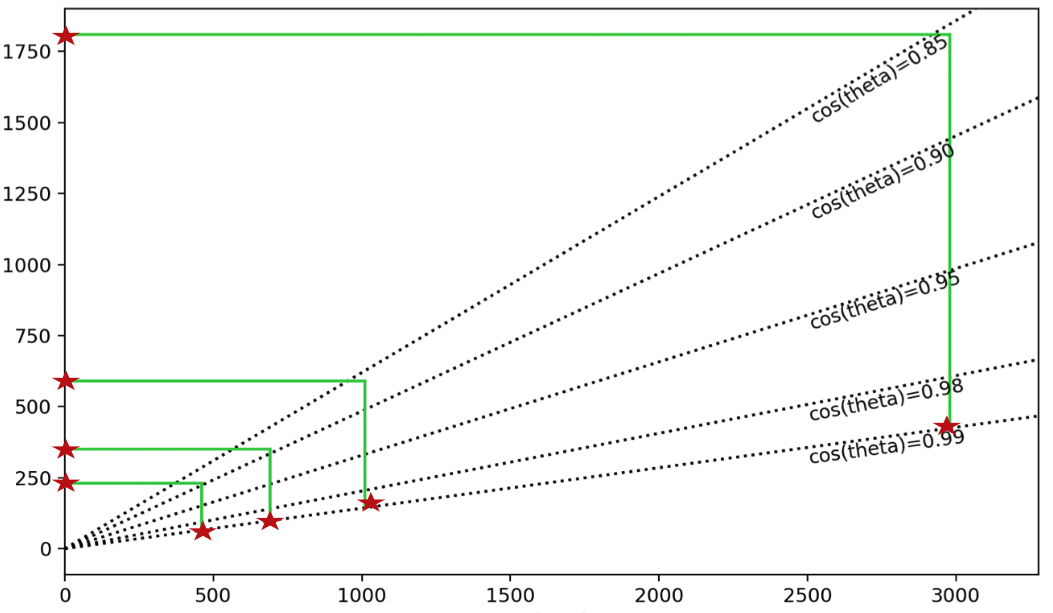 1750
1500
1250
1000
750
500
250
0
cos(theta)=0.85
cos(theta)=0.90
cos(theta)=0.95
cos(theta)=0.98
cos(theta)=0.99
0 500 1000 1500 2000 2500 3000